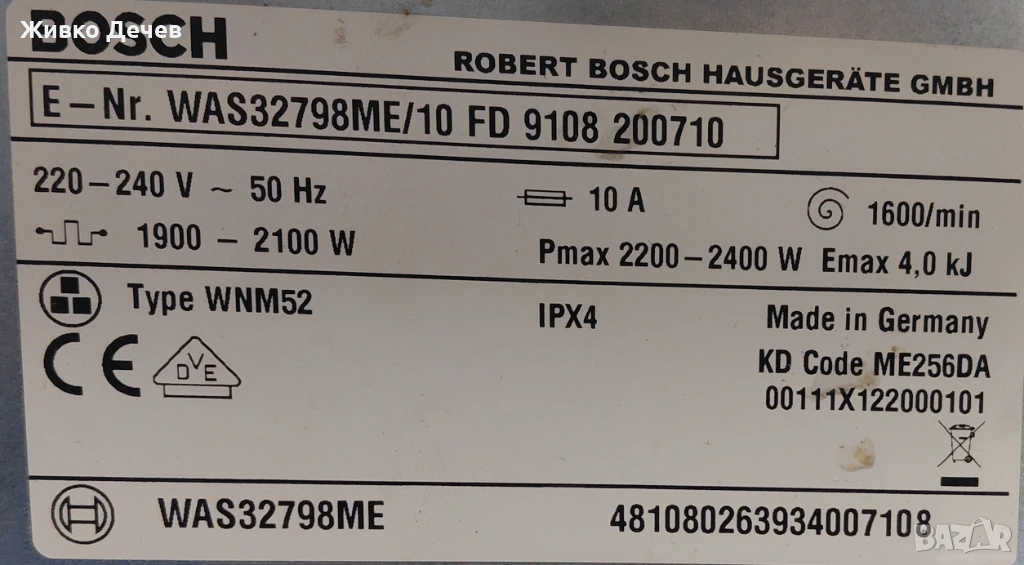 Живко Дечев
BOSCH
ROBERT BOSCH HAUSGERÄTE GMBH
E – Nr. WAS32798ME/10 FD 9108 200710
220 – 240 V ~ 50 Hz 10 A 1600/min
1900 – 2100 W Pmax 2200 – 2400 W Emax 4,0 kJ
Type WNM52 IPX4 Made in Germany
CE DVE KD Code ME256DA
00111X122000101
WAS32798ME 481080263934007108
BAZAR